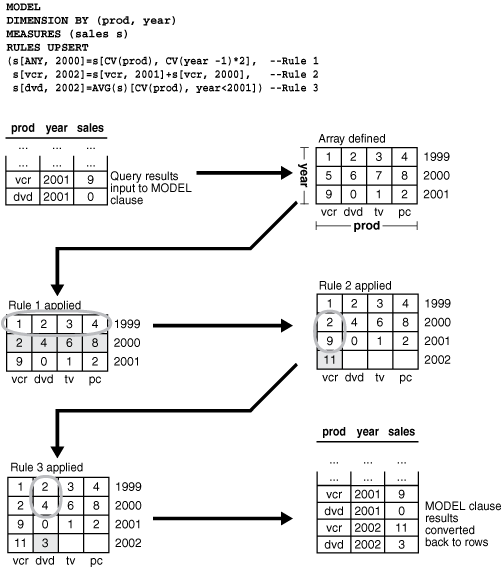 MODEL
DIMENSION BY (prod, year)
MEASURES (sales s)
RULES UPSERT
(s[ANY, 2000]=s[CV(prod), CV(year -1)*2], --Rule 1
s[vcr, 2002]=s[vcr, 2001]+s[vcr, 2000], --Rule 2
s[dvd, 2002]=AVG(s)[CV(prod), year<2001]) --Rule 3
prod year sales
... ... ...
... ... ...
vcr 2001 9
dvd 2001 0
Query results
input to MODEL
clause
Array defined
1 2 3 4 1999
5 6 7 8 2000
9 0 1 2 2001
vcr dvd tv pc
year
prod
Rule 1 applied
1 2 3 4 1999
2 4 6 8 2000
9 0 1 2 2001
vcr dvd tv pc
Rule 2 applied
1 2 3 4 1999
2 4 6 8 2000
9 0 1 2 2001
11 2002
vcr dvd tv pc
Rule 3 applied
1 2 3 4 1999
2 4 6 8 2000
9 0 1 2 2001
11 3 2002
vcr dvd tv pc
prod year sales
... ... ...
... ... ...
vcr 2001 9
dvd 2001 0
vcr 2002 11
dvd 2002 3
MODEL clause
results
converted
back to rows